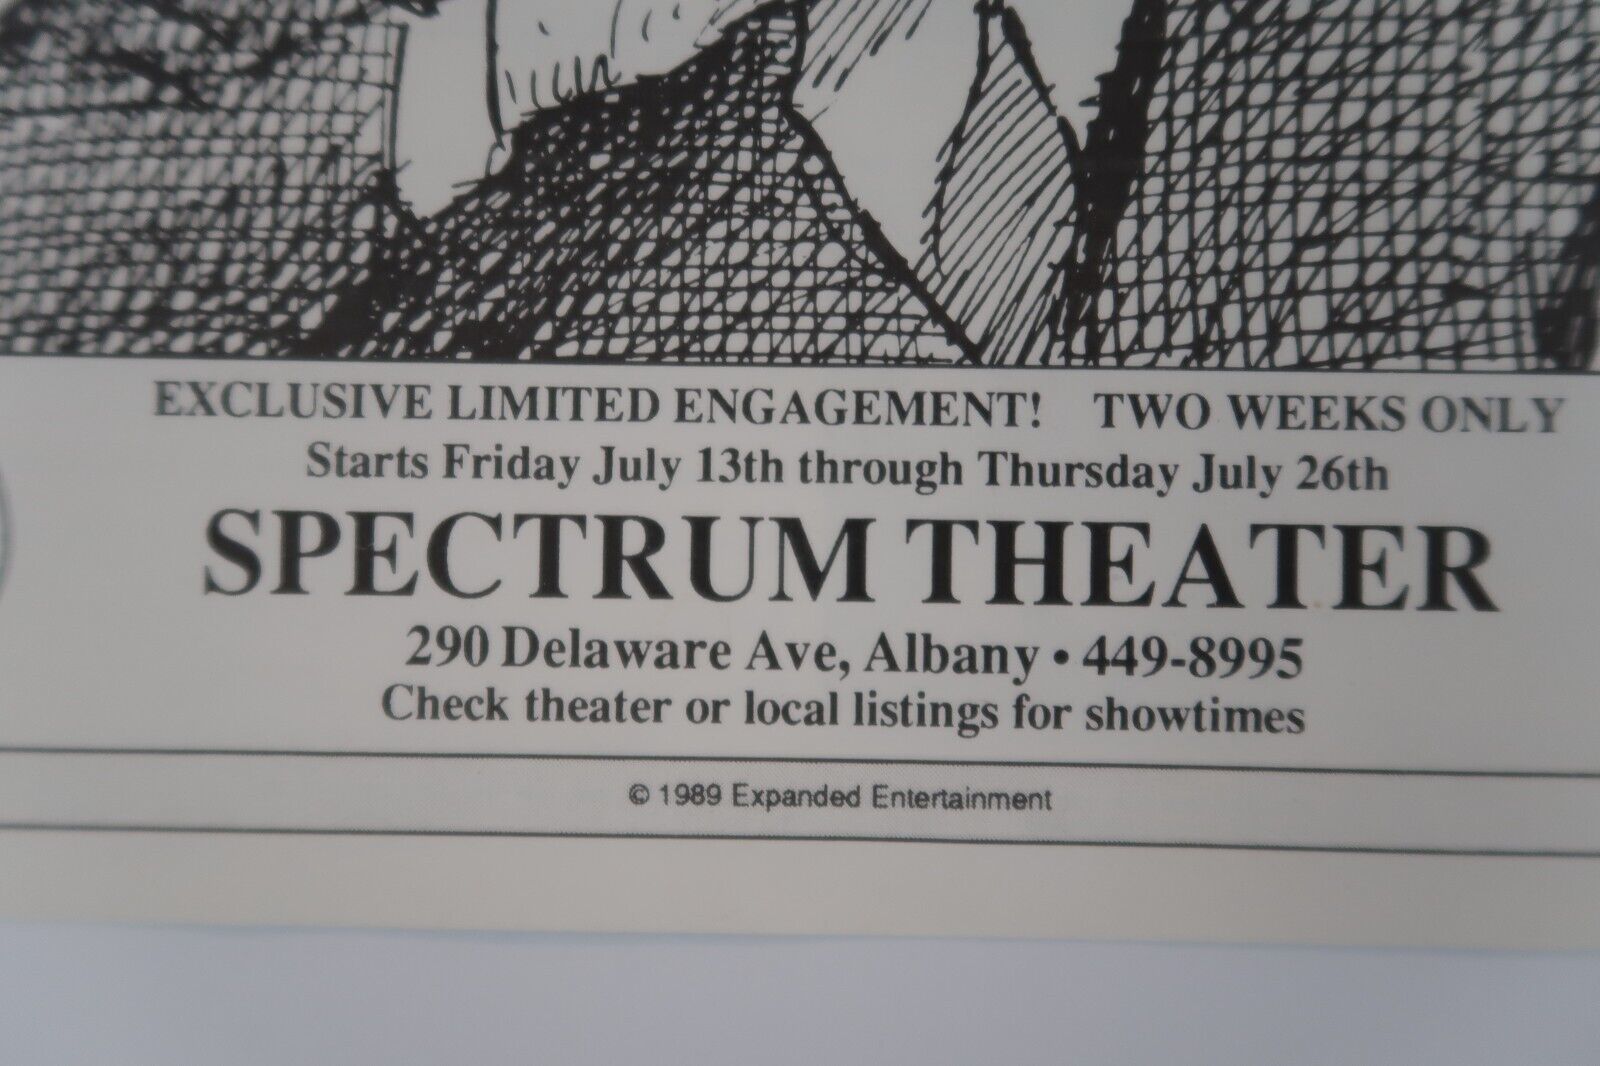 EXCLUSIVE LIMITED ENGAGEMENT! TWO WEEKS ONLY
Starts Friday July 13th through Thursday July 26th
SPECTRUM THEATER
290 Delaware Ave, Albany • 449-8995
Check theater or local listings for showtimes
© 1989 Expanded Entertainment